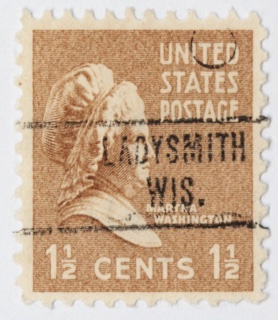 UNITED
STATES
POSTAGE
LADYSMITH
WIS.
MARTHA
WASHINGTON
1½ CENTS 1½